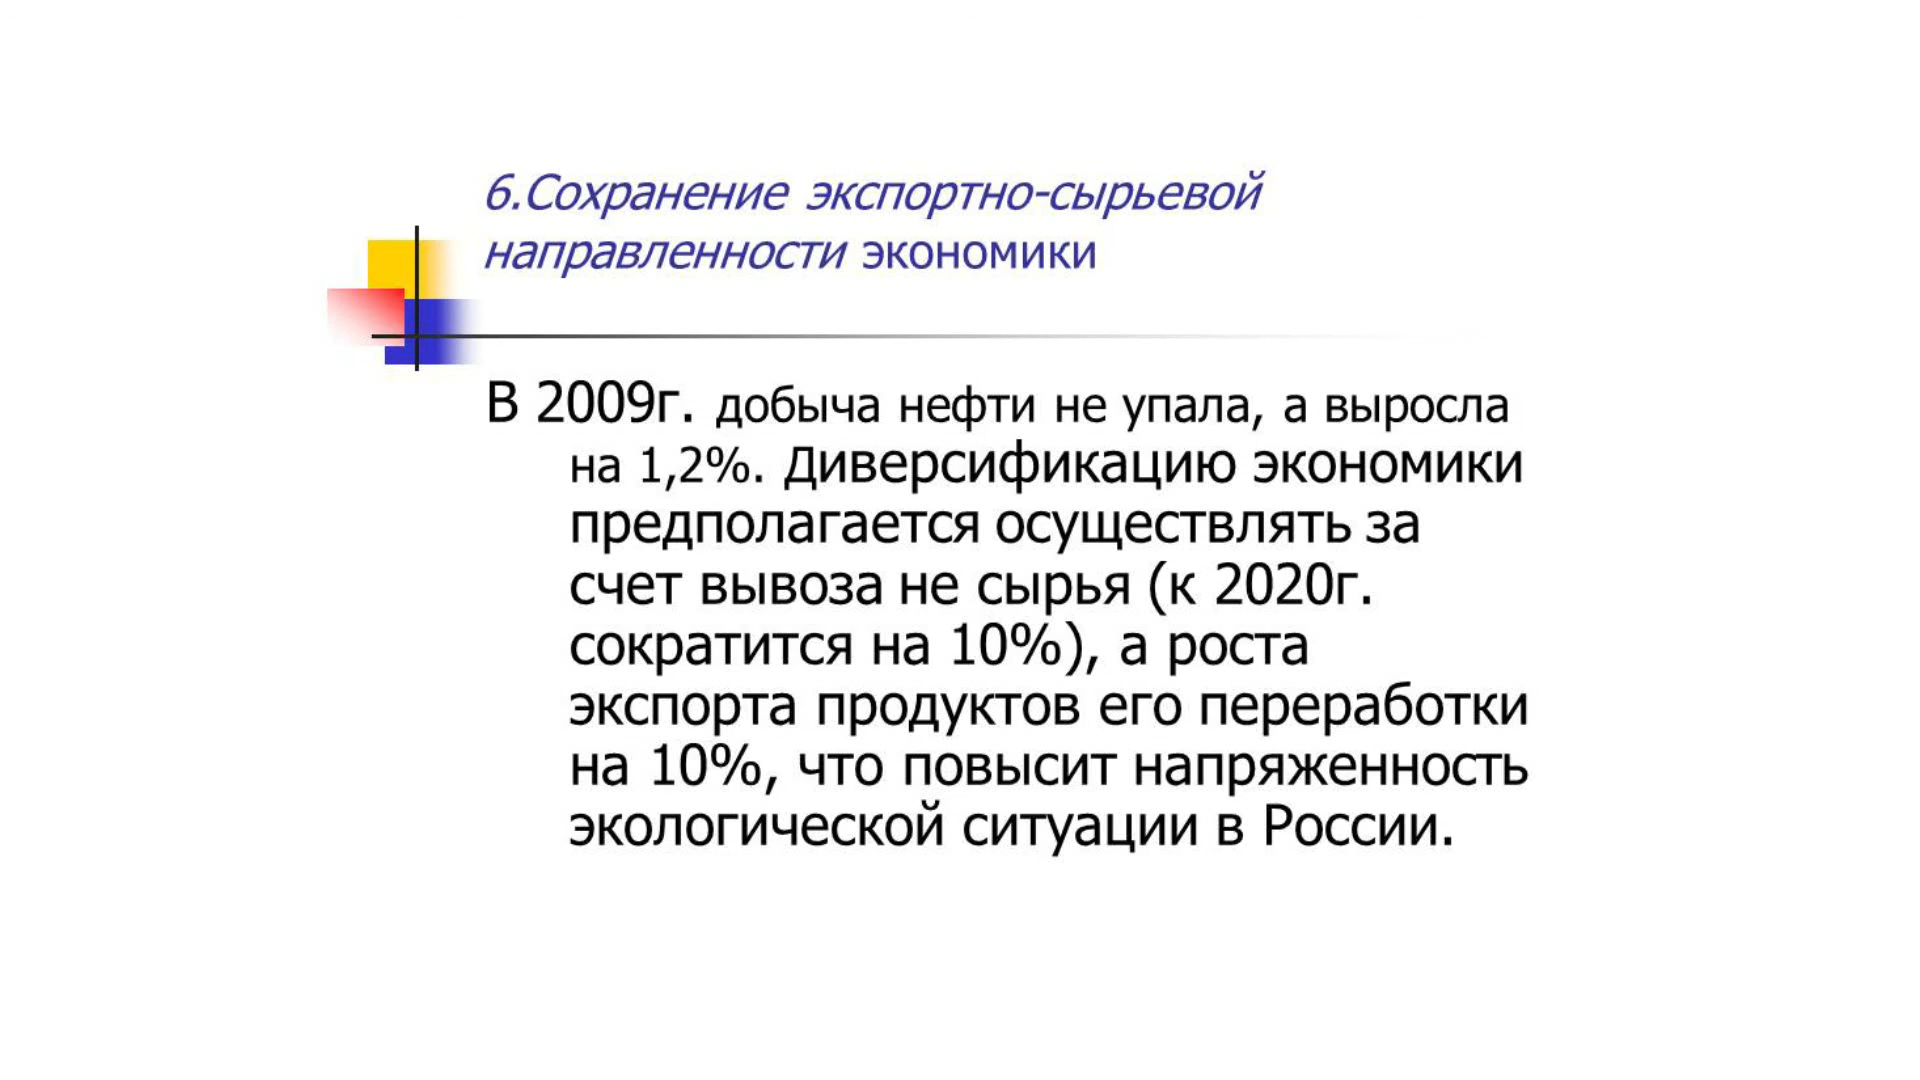 6.Сохранение экспортно-сырьевой
направленности экономики
В 2009г. добыча нефти не упала, а выросла
на 1,2%. Диверсификацию экономики
предполагается осуществлять за
счет вывоза не сырья (к 2020г.
сократится на 10%), а роста
экспорта продуктов его переработки
на 10%, что повысит напряженность
экологической ситуации в России.